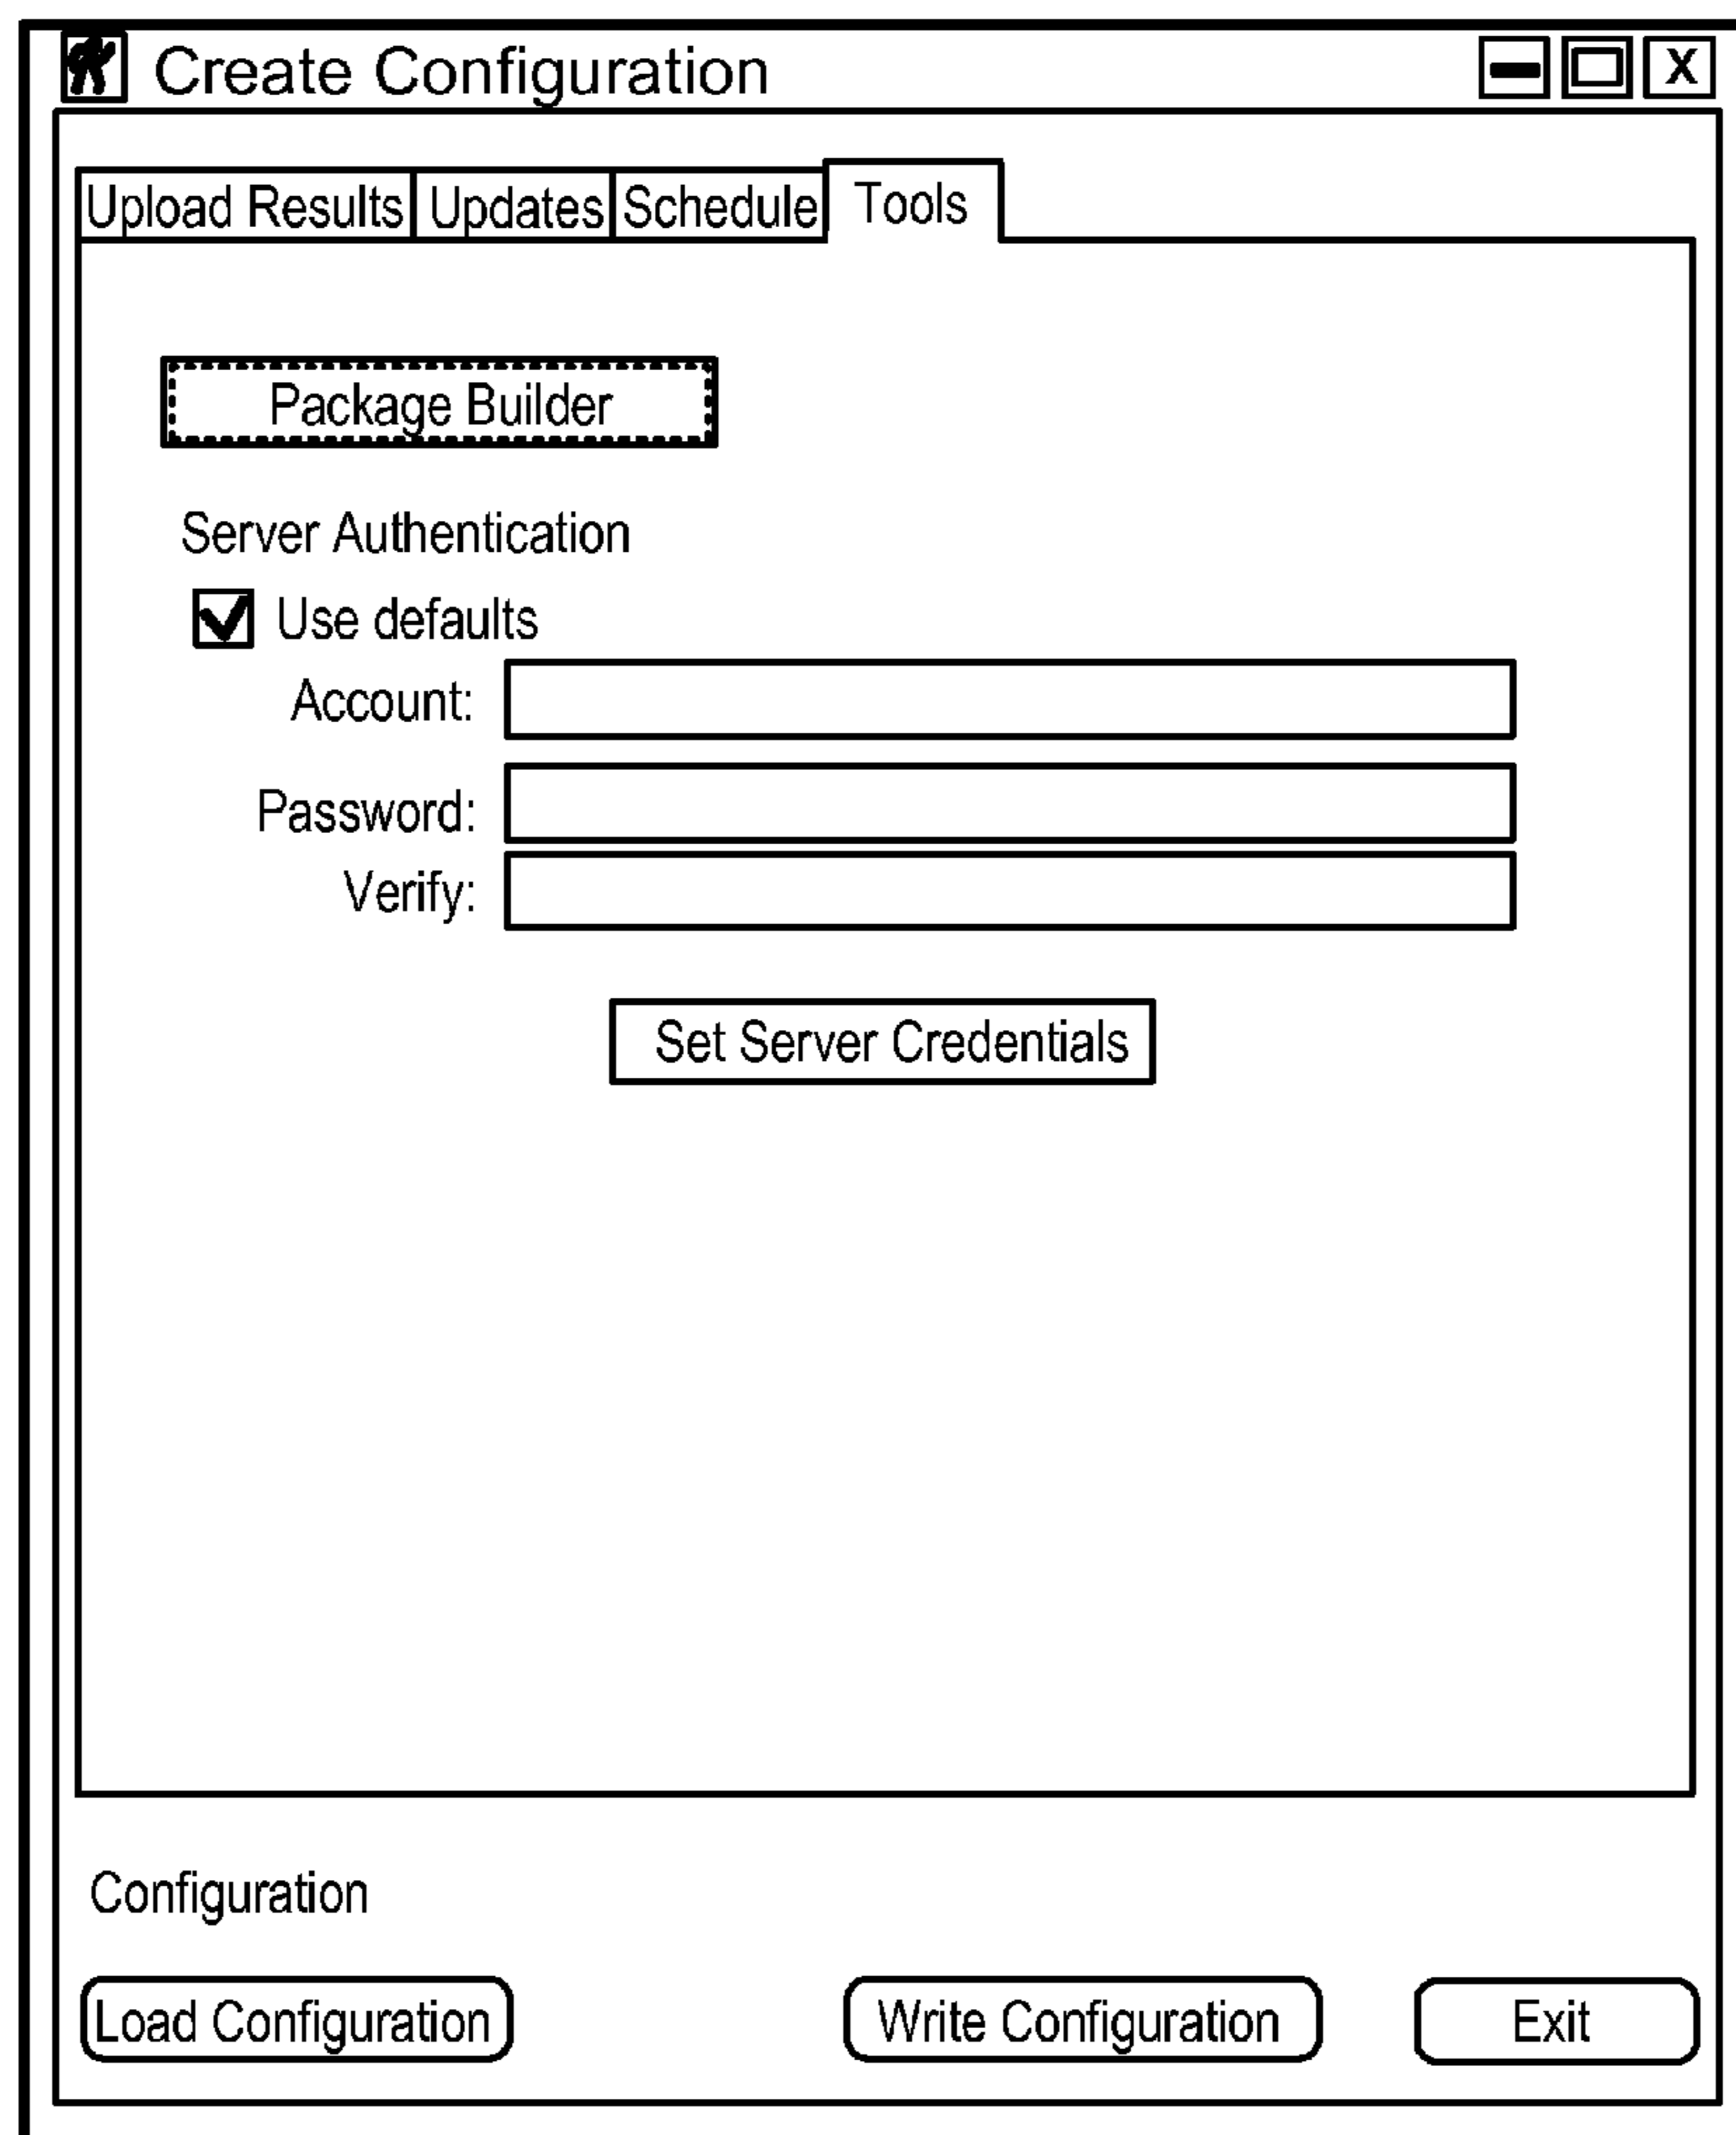 Create Configuration
X
Upload Results Updates Schedule Tools
Package Builder
Server Authentication
Use defaults
Account:
Password:
Verify:
Set Server Credentials
Configuration
Load Configuration Write Configuration Exit